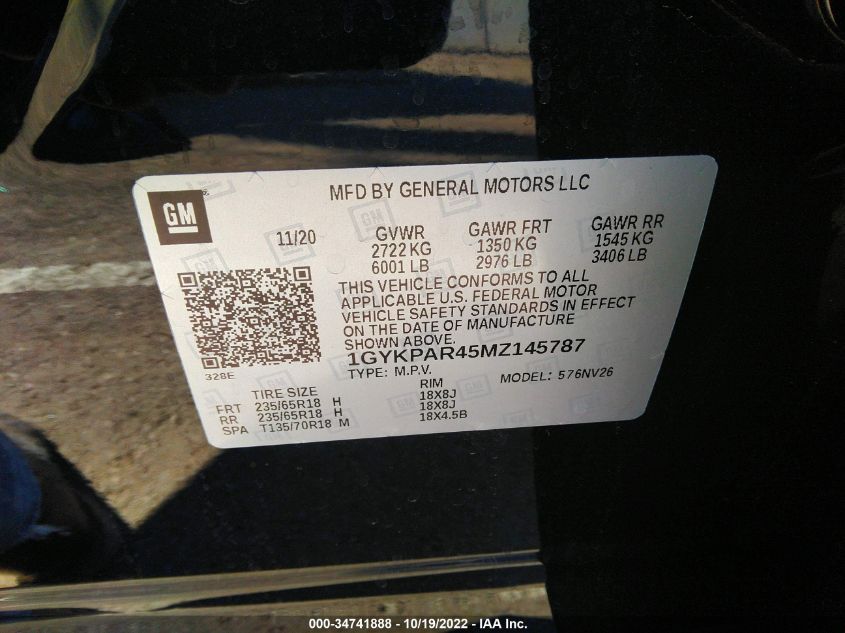 GM
MFD BY GENERAL MOTORS LLC
11/20
GVWR GAWR FRT GAWR RR
2722 KG 1350 KG 1545 KG
6001 LB 2976 LB 3406 LB
THIS VEHICLE CONFORMS TO ALL
APPLICABLE U.S. FEDERAL MOTOR
VEHICLE SAFETY STANDARDS IN EFFECT
ON THE DATE OF MANUFACTURE
SHOWN ABOVE.
1GYKPAR45MZ145787
328E
TYPE: M.P.V. MODEL: 576NV26
TIRE SIZE RIM
FRT 235/65R18 H 18X8J
RR 235/65R18 H 18X8J
SPA T135/70R18 M 18X4.5B
000-34741888 - 10/19/2022 - IAA Inc.